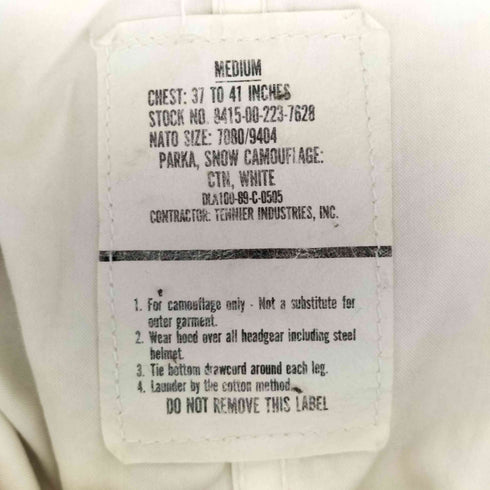 MEDIUM
CHEST: 37 TO 41 INCHES
STOCK NO. 8415-00-223-7628
NATO SIZE: 7080/9404
PARKA, SNOW CAMOUFLAGE:
CTN, WHITE
DLA100-89-C-0505
CONTRACTOR: TENNIER INDUSTRIES, INC.
1. For camouflage only - Not a substitute for
outer garment.
2. Wear hood over all headgear including steel
helmet.
3. Tie bottom drawcord around each leg.
4. Launder by the cotton method.
DO NOT REMOVE THIS LABEL